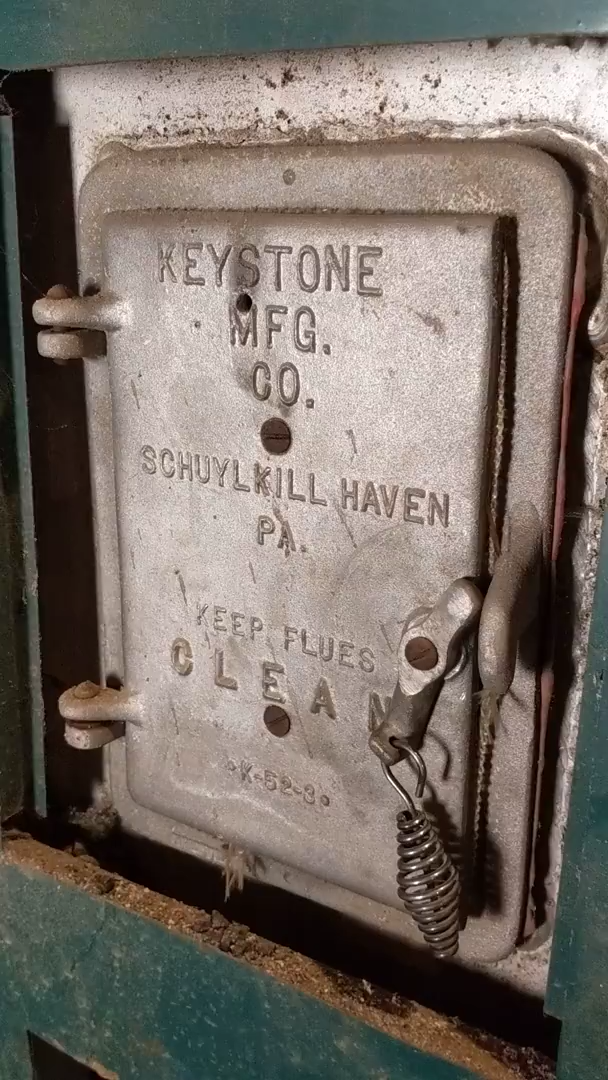 KEYSTONE
MFG.
CO.
SCHUYLKILL HAVEN
PA.
KEEP FLUES
CLEAN
•K-52-3•